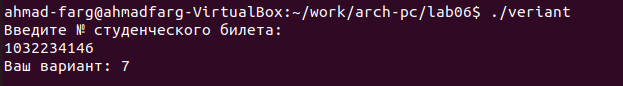 ahmad-farg@ahmadfarg-VirtualBox:~/work/arch-pc/lab06$ ./veriant
Введите № студенческого билета:
1032234146
Ваш вариант: 7